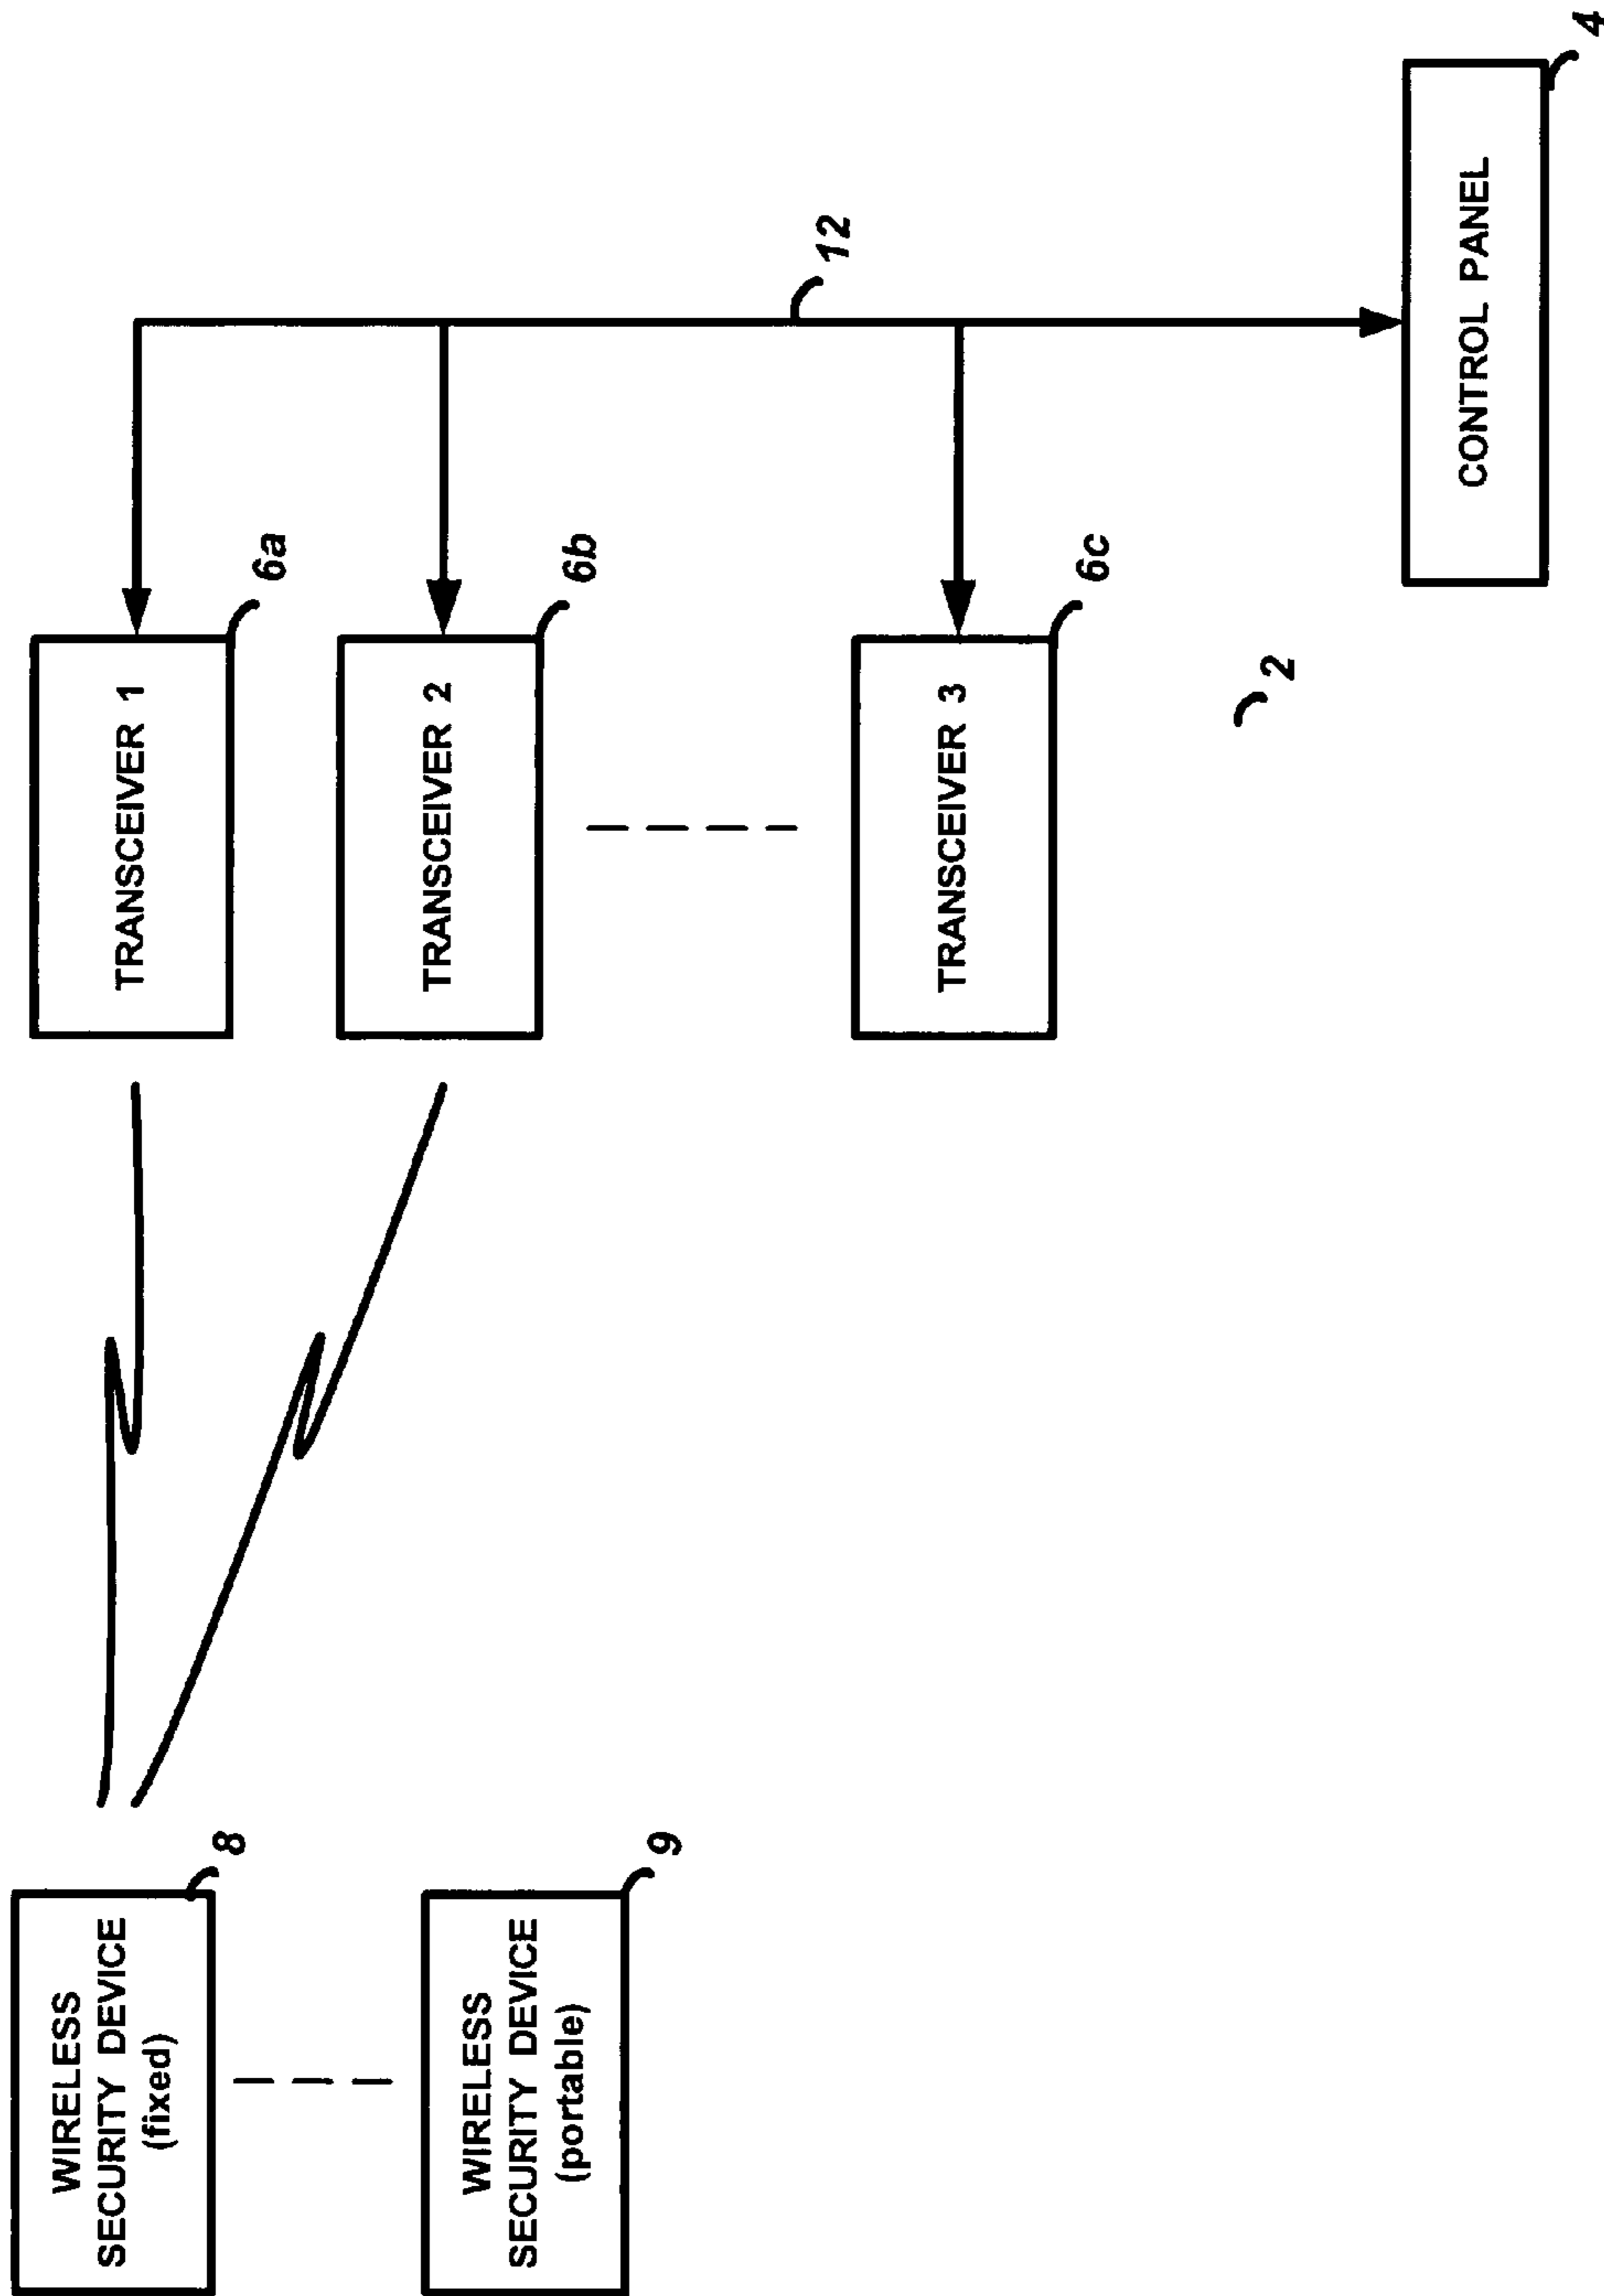 WIRELESS
SECURITY DEVICE
(fixed)
8
WIRELESS
SECURITY DEVICE
(portable)
9
TRANSCEIVER 1
6a
TRANSCEIVER 2
6b
TRANSCEIVER 3
6c
2
12
CONTROL PANEL
4